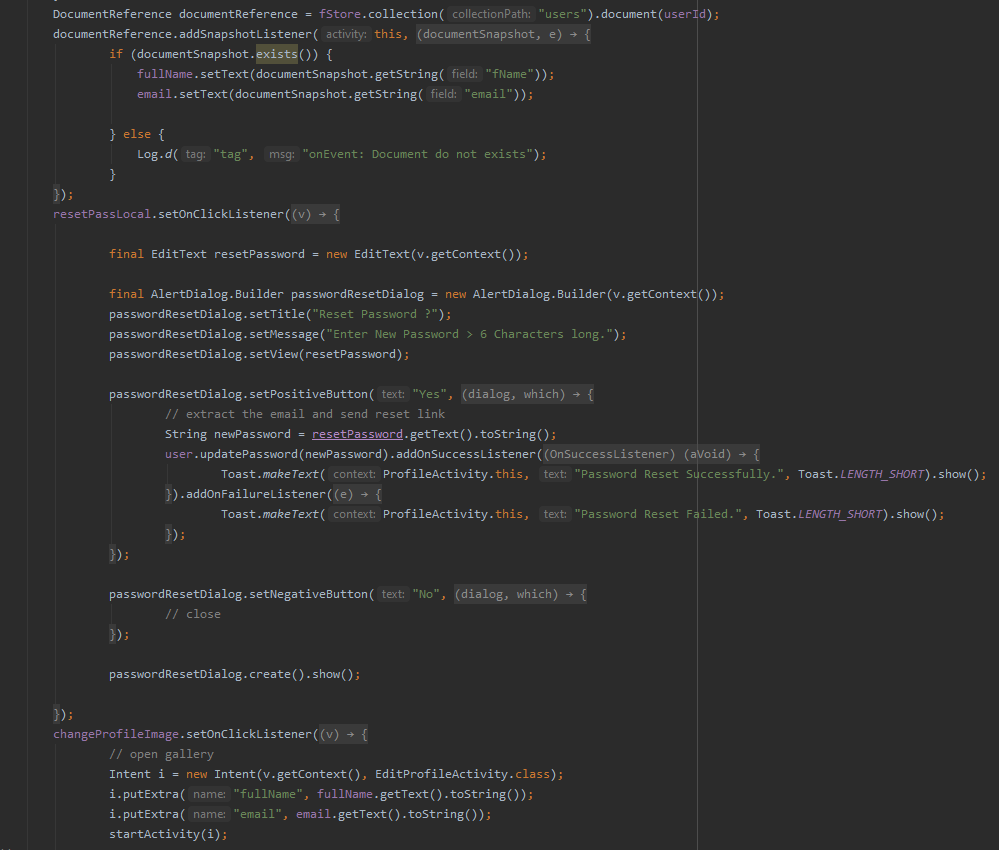 DocumentReference documentReference = fStore.collection( collectionPath: "users").document(userId);
documentReference.addSnapshotListener( activity: this, (documentSnapshot, e) → {
if (documentSnapshot.exists()) {
fullName.setText(documentSnapshot.getString( field: "fName"));
email.setText(documentSnapshot.getString( field: "email"));
} else {
Log.d( tag: "tag", msg: "onEvent: Document do not exists");
}
});
resetPassLocal.setOnClickListener((v) → {
final EditText resetPassword = new EditText(v.getContext());
final AlertDialog.Builder passwordResetDialog = new AlertDialog.Builder(v.getContext());
passwordResetDialog.setTitle("Reset Password ?");
passwordResetDialog.setMessage("Enter New Password > 6 Characters long.");
passwordResetDialog.setView(resetPassword);
passwordResetDialog.setPositiveButton( text: "Yes", (dialog, which) → {
// extract the email and send reset link
String newPassword = resetPassword.getText().toString();
user.updatePassword(newPassword).addOnSuccessListener((OnSuccessListener) (aVoid) → {
Toast.makeText( context: ProfileActivity.this, text: "Password Reset Successfully.", Toast.LENGTH_SHORT).show();
}).addOnFailureListener((e) → {
Toast.makeText( context: ProfileActivity.this, text: "Password Reset Failed.", Toast.LENGTH_SHORT).show();
});
});
passwordResetDialog.setNegativeButton( text: "No", (dialog, which) → {
// close
});
passwordResetDialog.create().show();
});
changeProfileImage.setOnClickListener((v) → {
// open gallery
Intent i = new Intent(v.getContext(), EditProfileActivity.class);
i.putExtra( name: "fullName", fullName.getText().toString());
i.putExtra( name: "email", email.getText().toString());
startActivity(i);